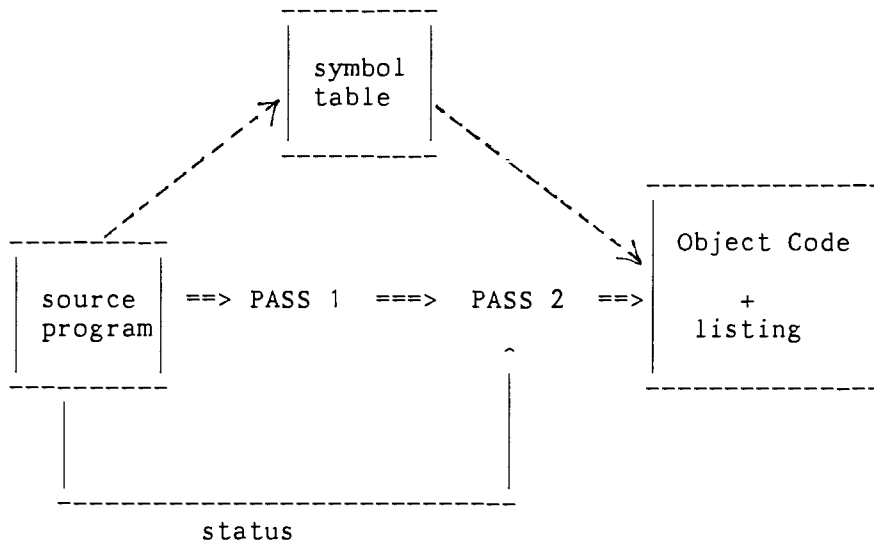 symbol
table
source
program
==> PASS 1 ===> PASS 2 ==>
Object Code
+
listing
status